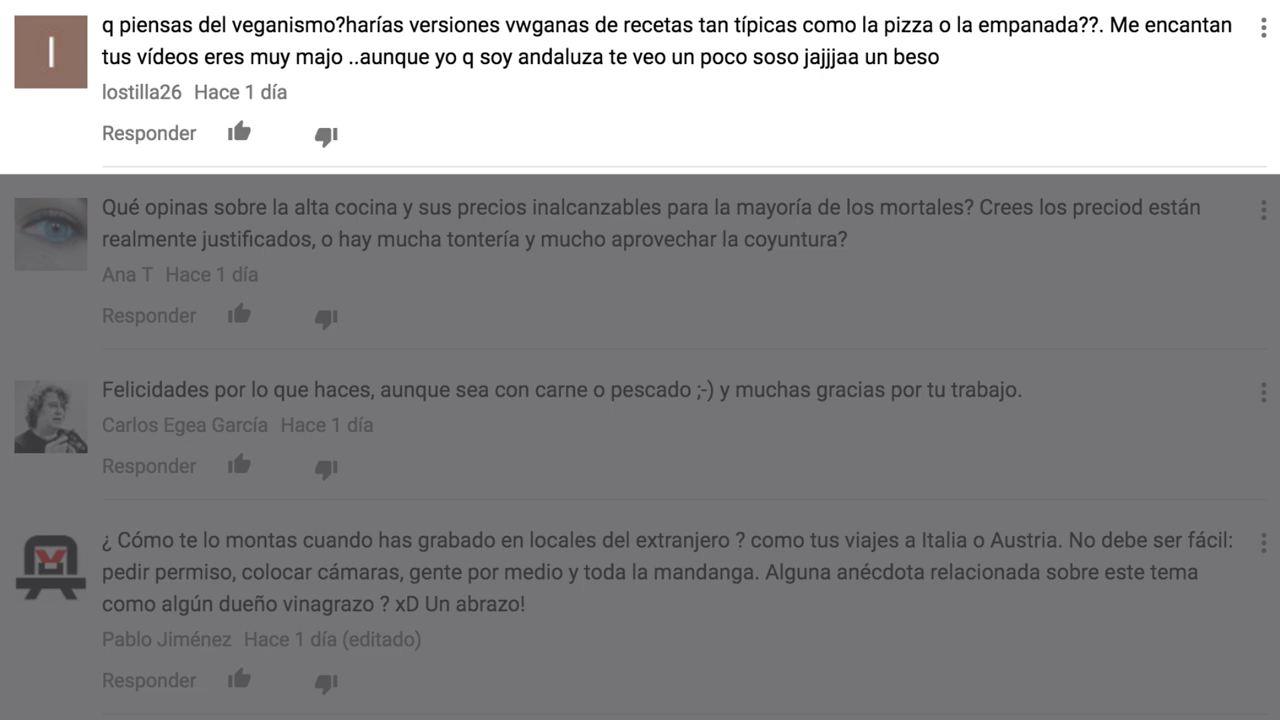 I
q piensas del veganismo?harías versiones vwganas de recetas tan típicas como la pizza o la empanada??. Me encantan
tus vídeos eres muy majo ..aunque yo q soy andaluza te veo un poco soso jajjjaa un beso
lostilla26 Hace 1 día
Responder
Qué opinas sobre la alta cocina y sus precios inalcanzables para la mayoría de los mortales? Crees los preciod están
realmente justificados, o hay mucha tontería y mucho aprovechar la coyuntura?
Ana T Hace 1 día
Responder
Felicidades por lo que haces, aunque sea con carne o pescado ;-) y muchas gracias por tu trabajo.
Carlos Egea García Hace 1 día
Responder
¿ Cómo te lo montas cuando has grabado en locales del extranjero ? como tus viajes a Italia o Austria. No debe ser fácil:
pedir permiso, colocar cámaras, gente por medio y toda la mandanga. Alguna anécdota relacionada sobre este tema
como algún dueño vinagrazo ? xD Un abrazo!
Pablo Jiménez Hace 1 día (editado)
Responder